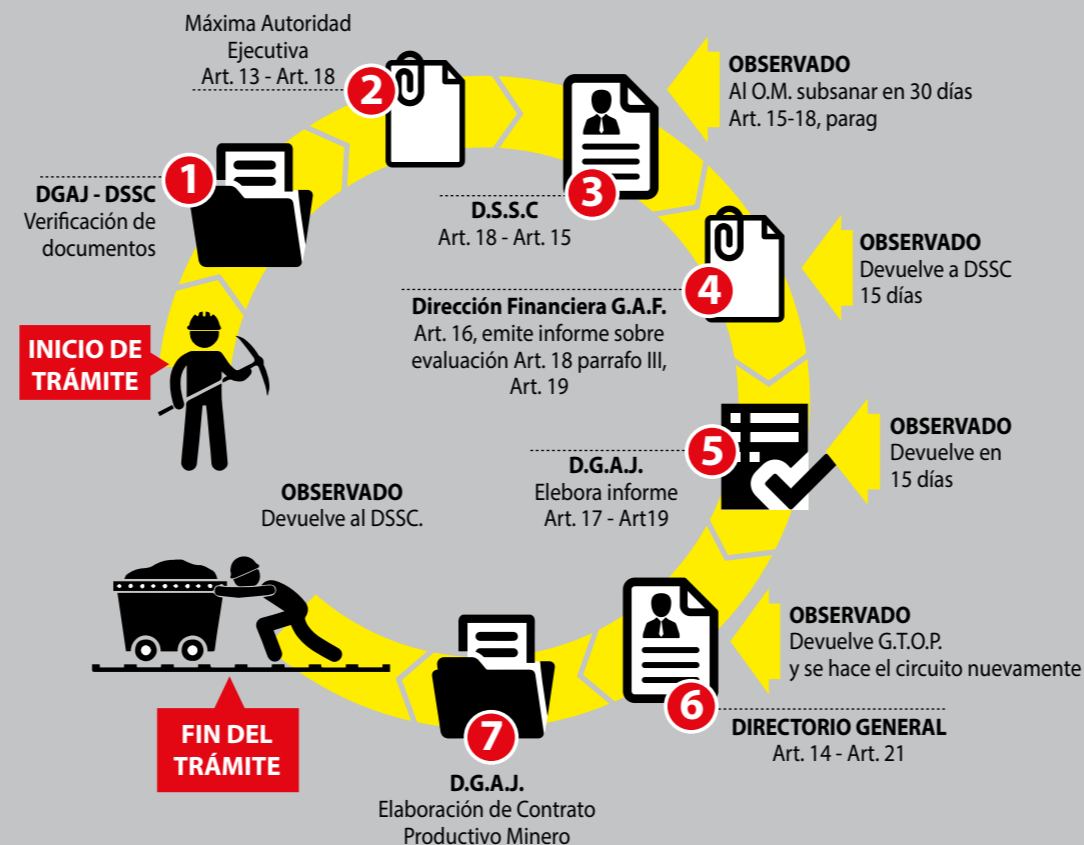 INICIO DE
TRÁMITE
1
DGAJ - DSSC
Verificación de
documentos
Máxima Autoridad
Ejecutiva
Art. 13 - Art. 18
2
3
D.S.S.C
Art. 18 - Art. 15
OBSERVADO
Al O.M. subsanar en 30 días
Art. 15-18, parag
4
Dirección Financiera G.A.F.
Art. 16, emite informe sobre
evaluación Art. 18 parrafo III,
Art. 19
OBSERVADO
Devuelve a DSSC
15 días
5
D.G.A.J.
Elebora informe
Art. 17 - Art19
OBSERVADO
Devuelve en
15 días
6
DIRECTORIO GENERAL
Art. 14 - Art. 21
OBSERVADO
Devuelve G.T.O.P.
y se hace el circuito nuevamente
7
D.G.A.J.
Elaboración de Contrato
Productivo Minero
OBSERVADO
Devuelve al DSSC.
FIN DEL
TRÁMITE